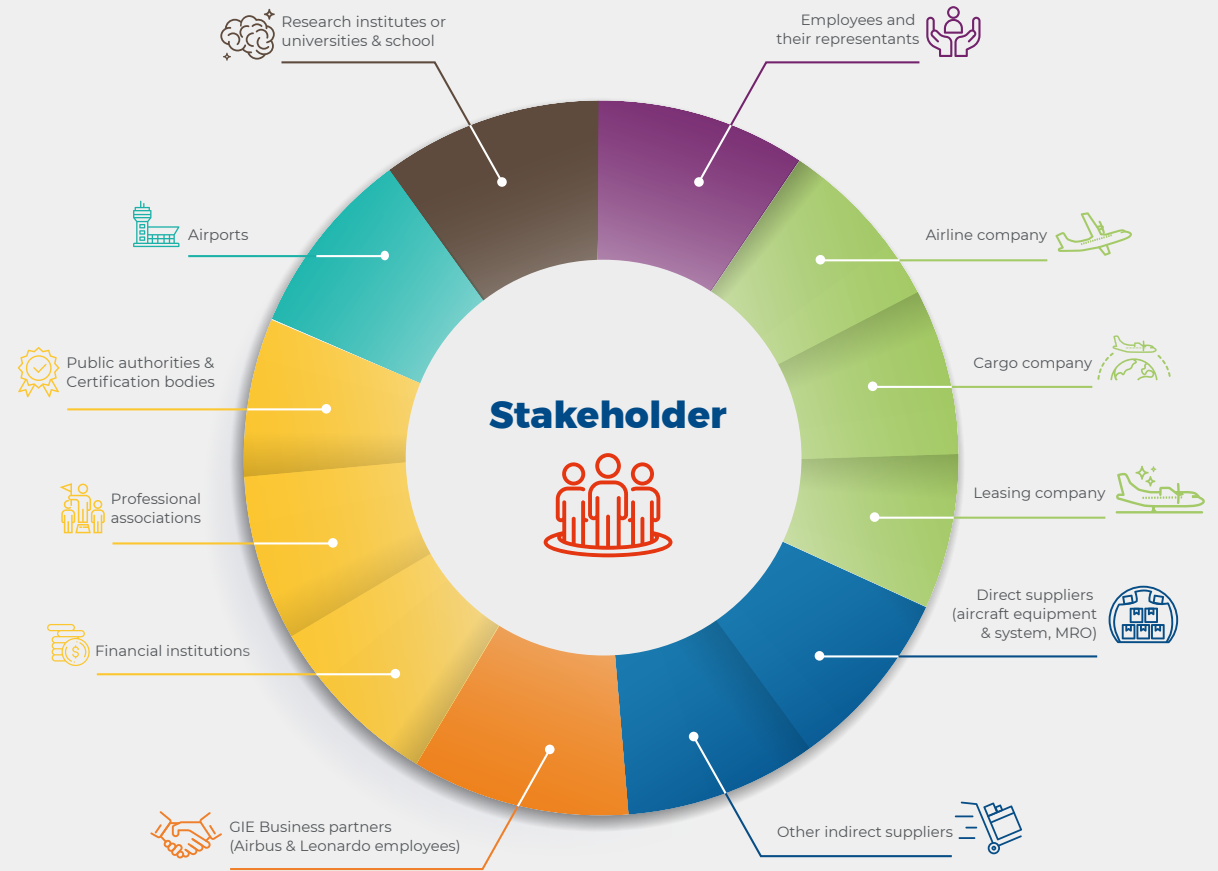 Research institutes or
universities & school
Employees and
their representants
Airports
Airline company
Public authorities &
Certification bodies
Cargo company
Stakeholder
Professional
associations
Leasing company
Direct suppliers
(aircraft equipment
& system, MRO)
Financial institutions
$
GIE Business partners
(Airbus & Leonardo employees)
Other indirect suppliers